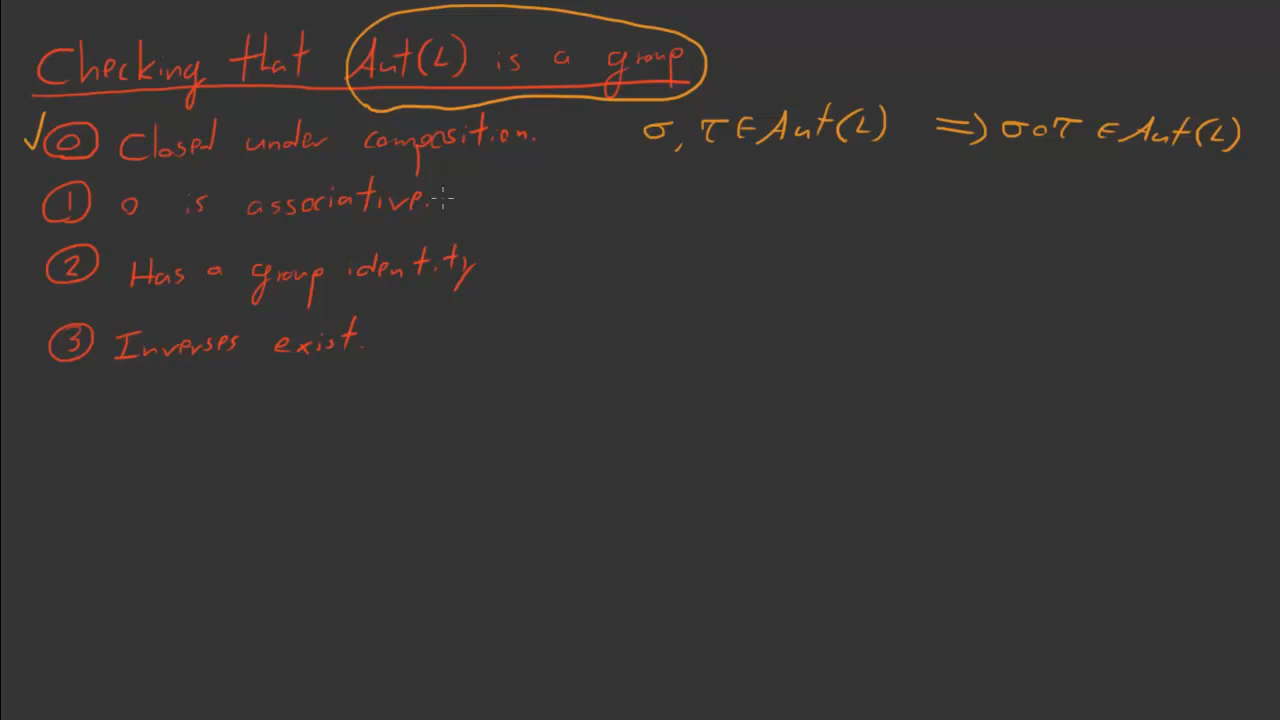 Checking that Aut(L) is a group
✓ ⓪ Closed under composition. σ, τ ∈ Aut(L) ⇒ σ∘τ ∈ Aut(L)
① ∘ is associative.
② Has a group identity
③ Inverses exist.